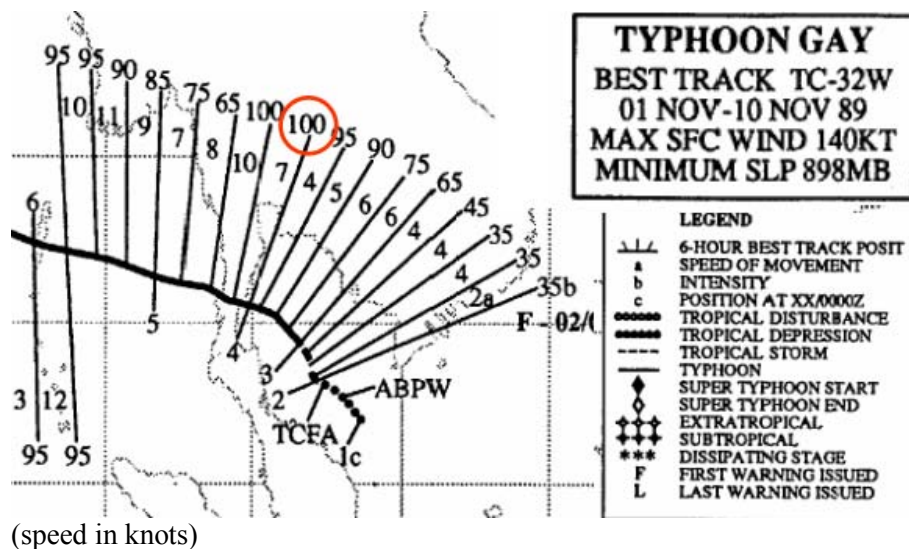 TYPHOON GAY
BEST TRACK TC-32W
01 NOV-10 NOV 89
MAX SFC WIND 140KT
MINIMUM SLP 898MB
95 95 90 85 75 65 100 100 95 90 75 65 45 35 35 35b
10 11 9 7 8 10 7 4 5 6 6 4 4 4 2a
6
5
4
3
2
3 12
95 95
F - 02/
ABPW
TCFA
1c
LEGEND
6-HOUR BEST TRACK POSIT
a SPEED OF MOVEMENT
b INTENSITY
c POSITION AT XX/0000Z
TROPICAL DISTURBANCE
TROPICAL DEPRESSION
TROPICAL STORM
TYPHOON
SUPER TYPHOON START
SUPER TYPHOON END
EXTRATROPICAL
SUBTROPICAL
*** DISSIPATING STAGE
F FIRST WARNING ISSUED
L LAST WARNING ISSUED
(speed in knots)